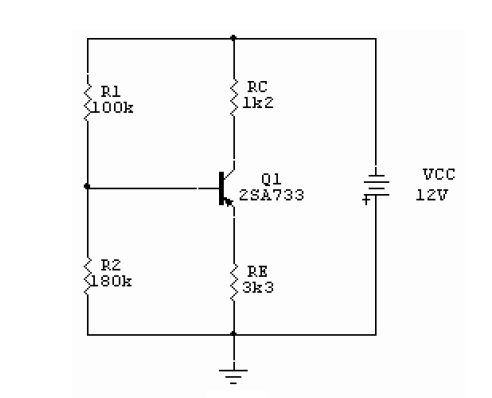 R1
100k
RC
1k2
Q1
2SA733
VCC
12V
+
R2
180k
RE
3k3